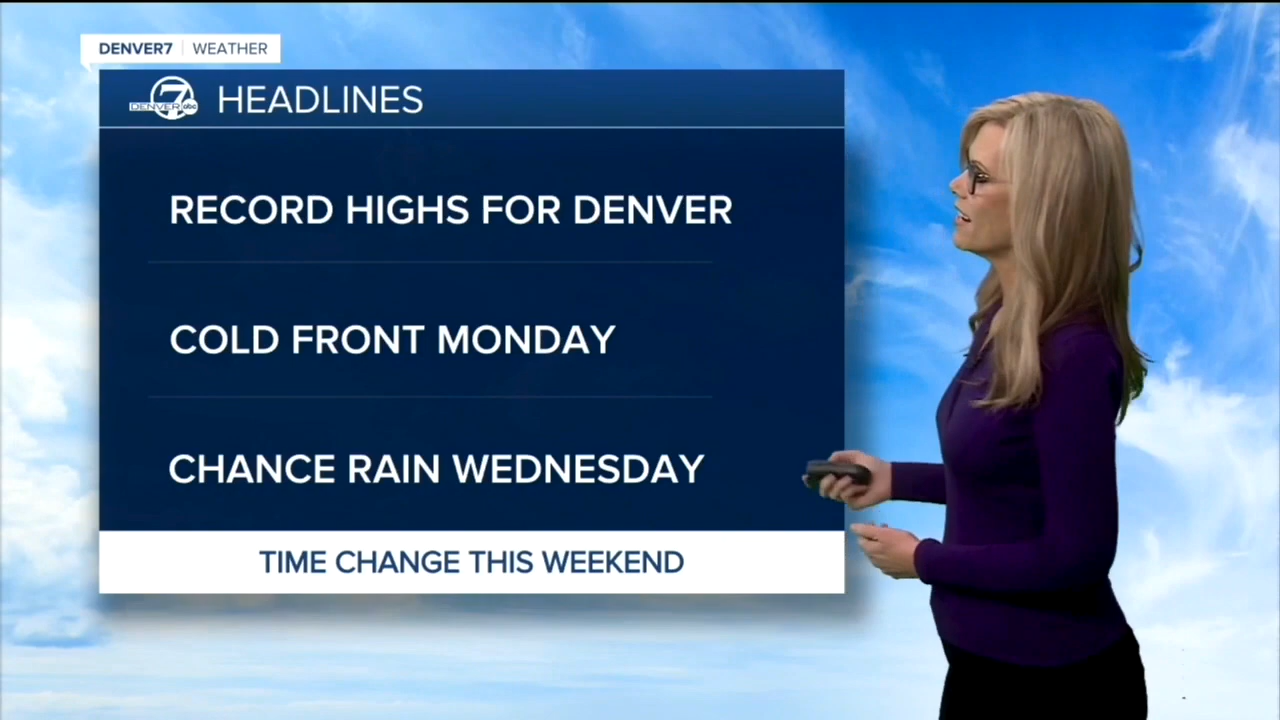 DENVER7 | WEATHER
DENVER 7 abc HEADLINES
RECORD HIGHS FOR DENVER
COLD FRONT MONDAY
CHANCE RAIN WEDNESDAY
TIME CHANGE THIS WEEKEND